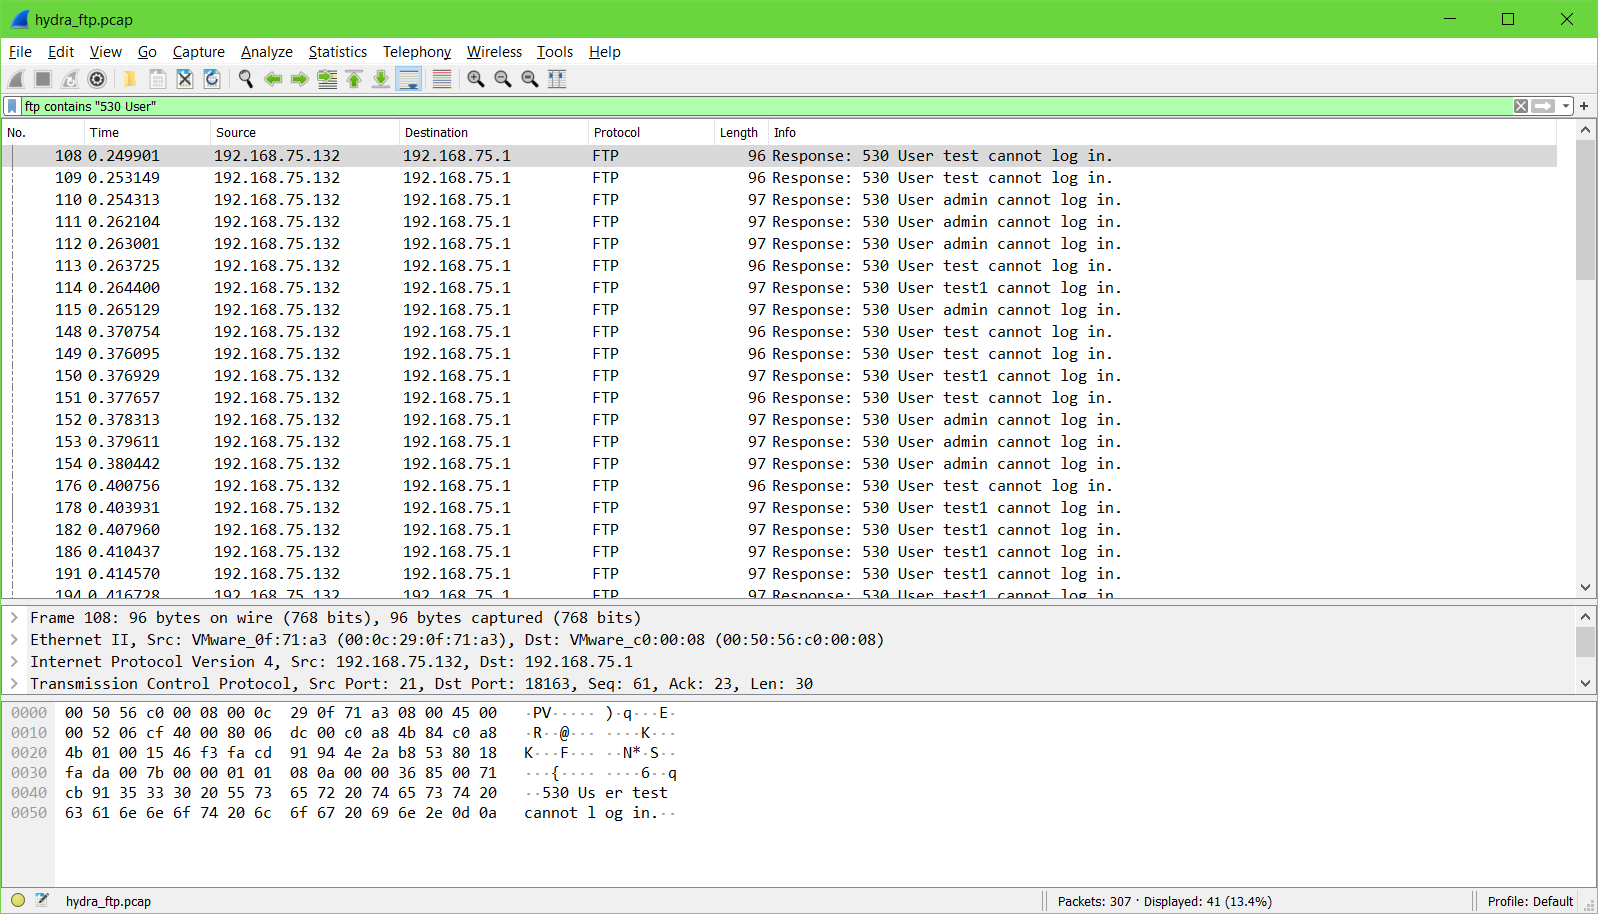 hydra_ftp.pcap
File Edit View Go Capture Analyze Statistics Telephony Wireless Tools Help
ftp contains "530 User"
No. Time Source Destination Protocol Length Info
108 0.249901 192.168.75.132 192.168.75.1 FTP 96 Response: 530 User test cannot log in.
109 0.253149 192.168.75.132 192.168.75.1 FTP 96 Response: 530 User test cannot log in.
110 0.254313 192.168.75.132 192.168.75.1 FTP 97 Response: 530 User admin cannot log in.
111 0.262104 192.168.75.132 192.168.75.1 FTP 97 Response: 530 User admin cannot log in.
112 0.263001 192.168.75.132 192.168.75.1 FTP 97 Response: 530 User admin cannot log in.
113 0.263725 192.168.75.132 192.168.75.1 FTP 96 Response: 530 User test cannot log in.
114 0.264400 192.168.75.132 192.168.75.1 FTP 97 Response: 530 User test1 cannot log in.
115 0.265129 192.168.75.132 192.168.75.1 FTP 97 Response: 530 User admin cannot log in.
148 0.370754 192.168.75.132 192.168.75.1 FTP 96 Response: 530 User test cannot log in.
149 0.376095 192.168.75.132 192.168.75.1 FTP 96 Response: 530 User test cannot log in.
150 0.376929 192.168.75.132 192.168.75.1 FTP 97 Response: 530 User test1 cannot log in.
151 0.377657 192.168.75.132 192.168.75.1 FTP 96 Response: 530 User test cannot log in.
152 0.378313 192.168.75.132 192.168.75.1 FTP 97 Response: 530 User admin cannot log in.
153 0.379611 192.168.75.132 192.168.75.1 FTP 97 Response: 530 User admin cannot log in.
154 0.380442 192.168.75.132 192.168.75.1 FTP 97 Response: 530 User admin cannot log in.
176 0.400756 192.168.75.132 192.168.75.1 FTP 96 Response: 530 User test cannot log in.
178 0.403931 192.168.75.132 192.168.75.1 FTP 97 Response: 530 User test1 cannot log in.
182 0.407960 192.168.75.132 192.168.75.1 FTP 97 Response: 530 User test1 cannot log in.
186 0.410437 192.168.75.132 192.168.75.1 FTP 97 Response: 530 User test1 cannot log in.
191 0.414570 192.168.75.132 192.168.75.1 FTP 97 Response: 530 User test1 cannot log in.
194 0.416728 192.168.75.132 192.168.75.1 FTP 97 Response: 530 User test1 cannot log in.
Frame 108: 96 bytes on wire (768 bits), 96 bytes captured (768 bits)
Ethernet II, Src: VMware_0f:71:a3 (00:0c:29:0f:71:a3), Dst: VMware_c0:00:08 (00:50:56:c0:00:08)
Internet Protocol Version 4, Src: 192.168.75.132, Dst: 192.168.75.1
Transmission Control Protocol, Src Port: 21, Dst Port: 18163, Seq: 61, Ack: 23, Len: 30
0000 00 50 56 c0 00 08 00 0c 29 0f 71 a3 08 00 45 00 ·PV····· )·q···E·
0010 00 52 06 cf 40 00 80 06 dc 00 c0 a8 4b 84 c0 a8 ·R··@··· ····K···
0020 4b 01 00 15 46 f3 fa cd 91 94 4e 2a b8 53 80 18 K···F··· ··N*·S··
0030 fa da 00 7b 00 00 01 01 08 0a 00 00 36 85 00 71 ···{···· ····6··q
0040 cb 91 35 33 30 20 55 73 65 72 20 74 65 73 74 20 ··530 Us er test
0050 63 61 6e 6e 6f 74 20 6c 6f 67 20 69 6e 2e 0d 0a cannot l og in.··
hydra_ftp.pcap Packets: 307 · Displayed: 41 (13.4%) Profile: Default